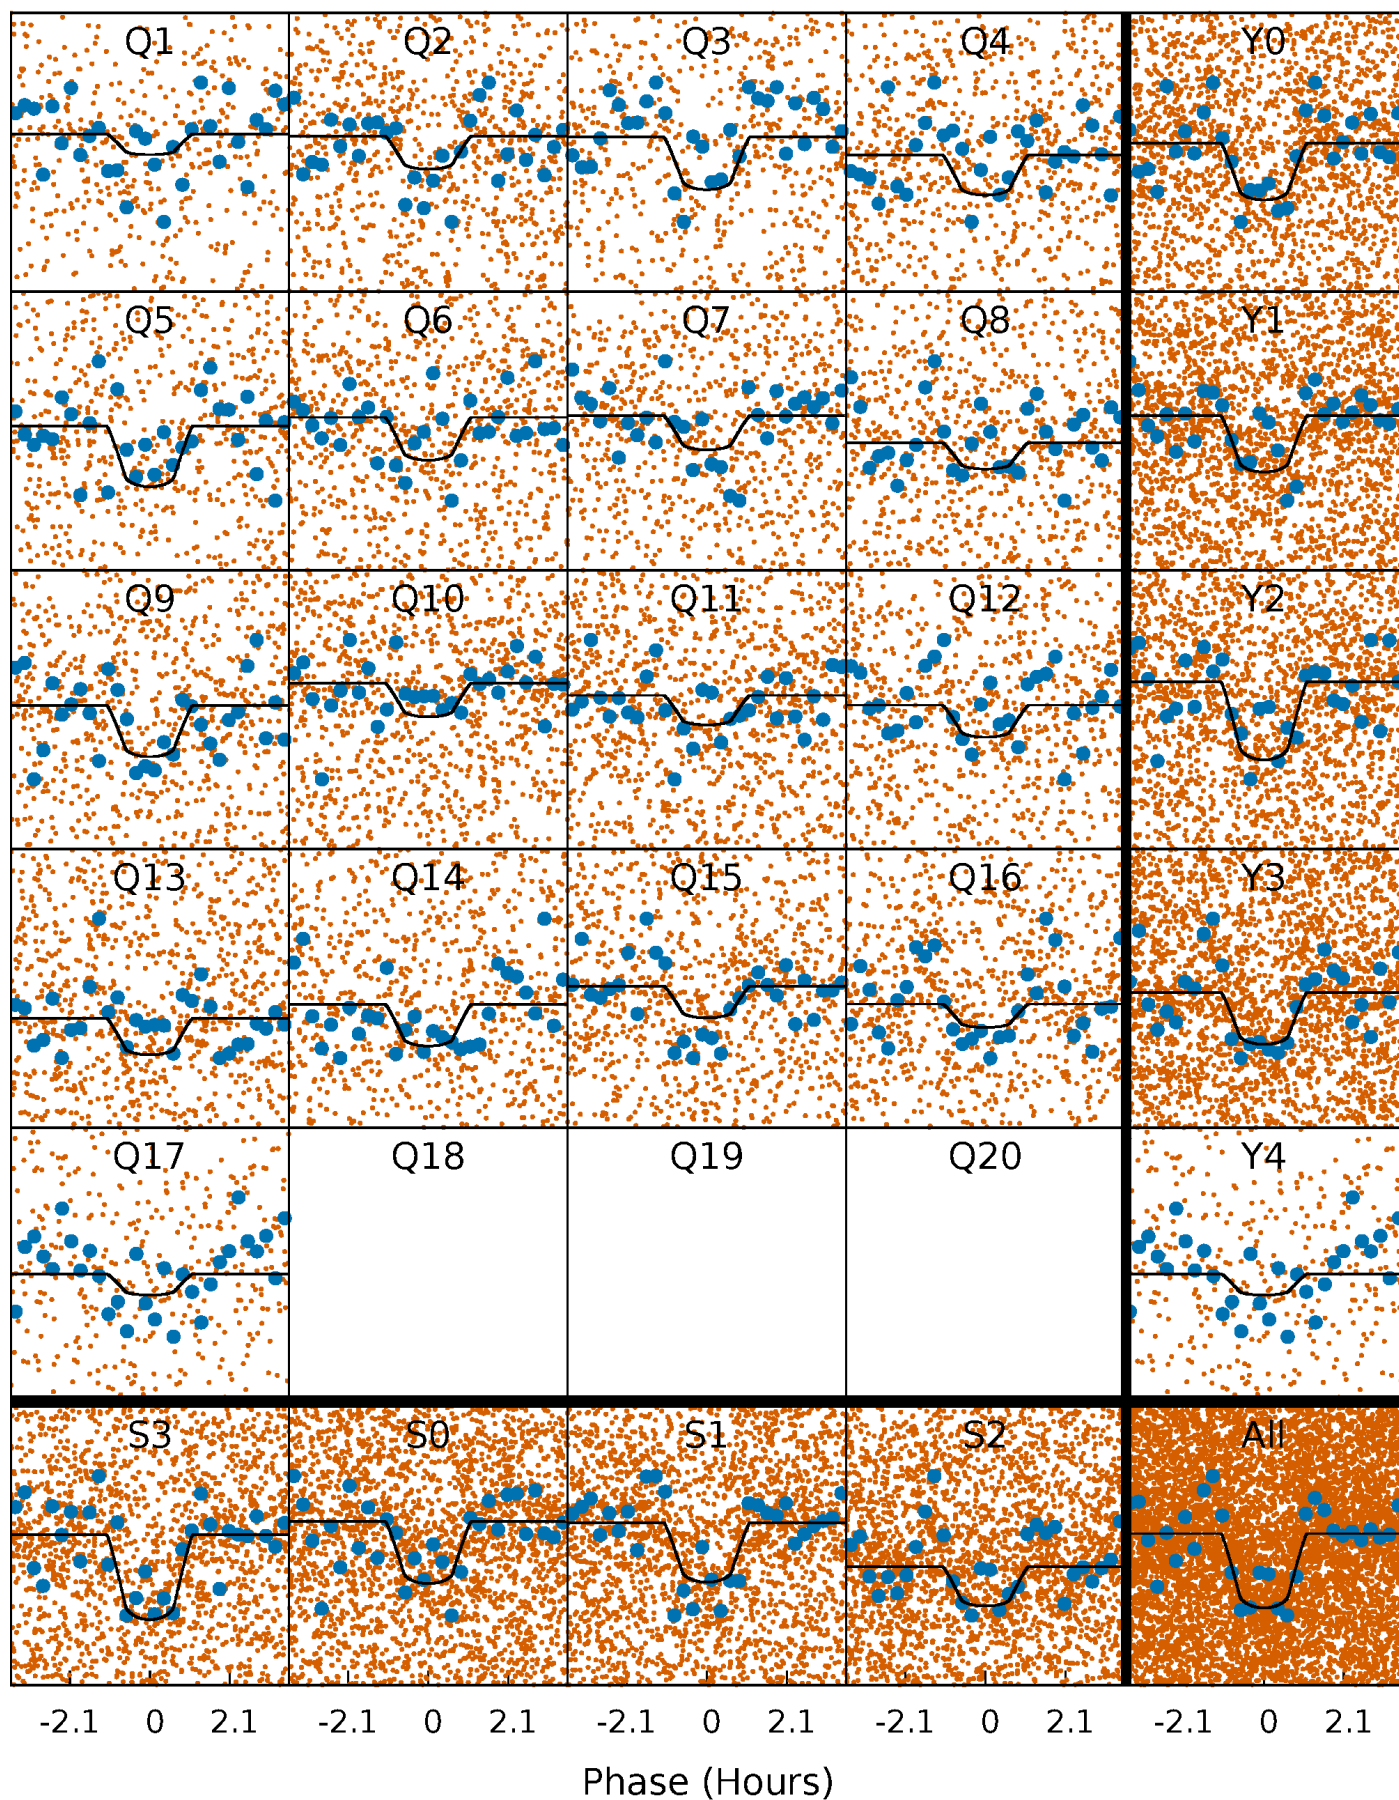 Q1 Q2 Q3 Q4 Y0
Q5 Q6 Q7 Q8 Y1
Q9 Q10 Q11 Q12 Y2
Q13 Q14 Q15 Q16 Y3
Q17 Q18 Q19 Q20 Y4
S3 S0 S1 S2 All
-2.1 0 2.1 -2.1 0 2.1 -2.1 0 2.1 -2.1 0 2.1 -2.1 0 2.1
Phase (Hours)